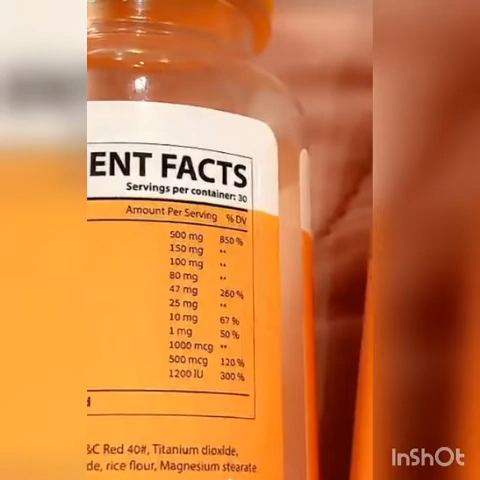 ENT FACTS
Servings per container: 30
Amount Per Serving % DV
500 mg 850 %
150 mg **
100 mg **
80 mg **
47 mg 260 %
25 mg **
10 mg 67 %
1 mg 50 %
1000 mcg **
500 mcg 120 %
1200 IU 300 %
d
&C Red 40#, Titanium dioxide,
de, rice flour, Magnesium stearate
InShOt